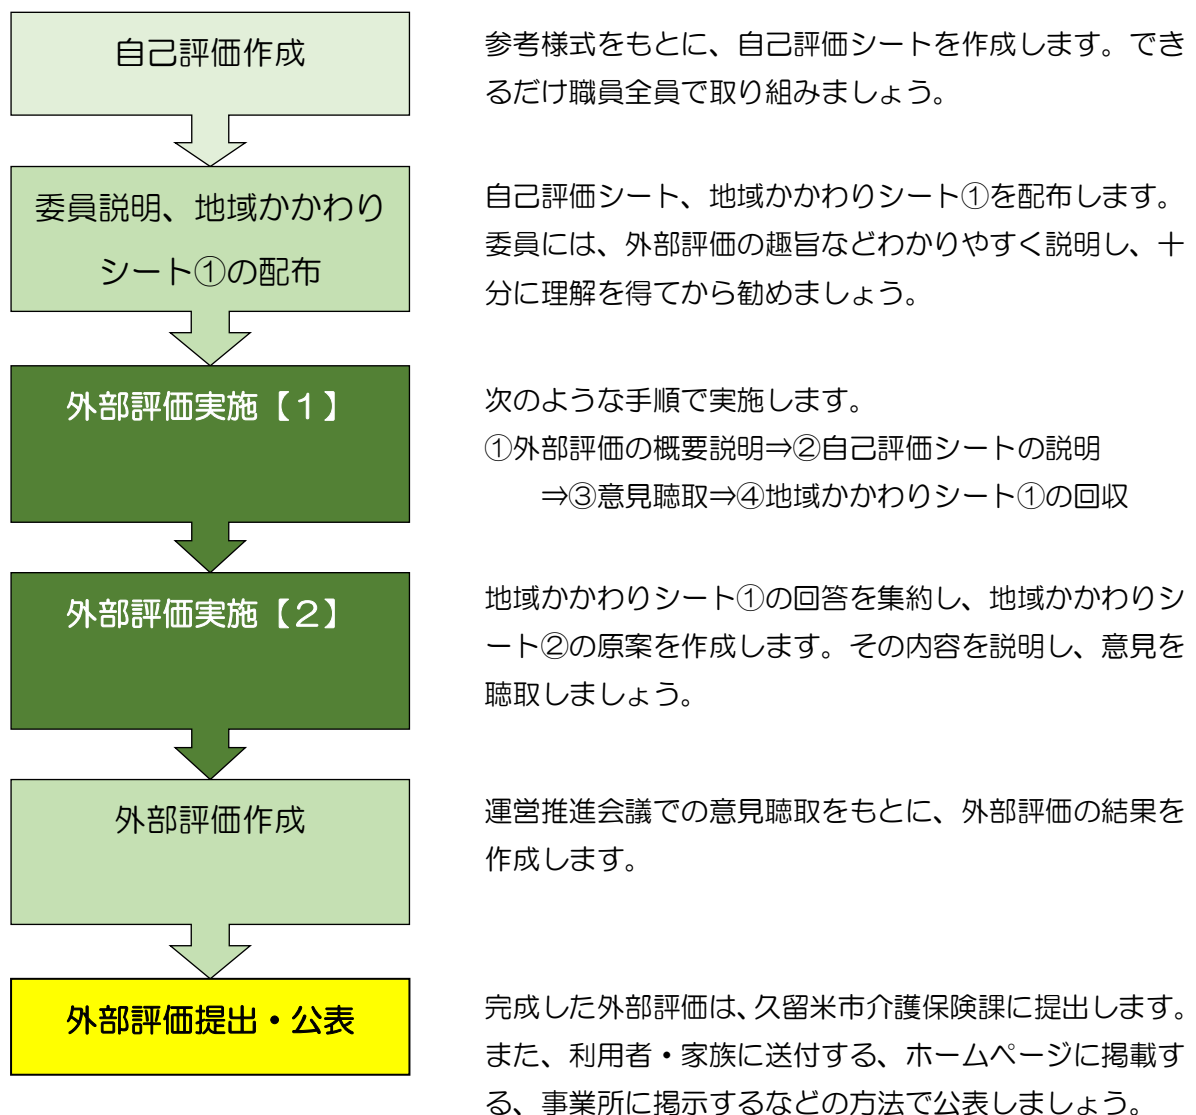 自己評価作成
参考様式をもとに、自己評価シートを作成します。でき
るだけ職員全員で取り組みましょう。
委員説明、地域かかわり
シート①の配布
自己評価シート、地域かかわりシート①を配布します。
委員には、外部評価の趣旨などわかりやすく説明し、十
分に理解を得てから勧めましょう。
外部評価実施【１】
次のような手順で実施します。
①外部評価の概要説明⇒②自己評価シートの説明
⇒③意見聴取⇒④地域かかわりシート①の回収
外部評価実施【２】
地域かかわりシート①の回答を集約し、地域かかわりシ
ート②の原案を作成します。その内容を説明し、意見を
聴取しましょう。
外部評価作成
運営推進会議での意見聴取をもとに、外部評価の結果を
作成します。
外部評価提出・公表
完成した外部評価は、久留米市介護保険課に提出します。
また、利用者・家族に送付する、ホームページに掲載す
る、事業所に掲示するなどの方法で公表しましょう。